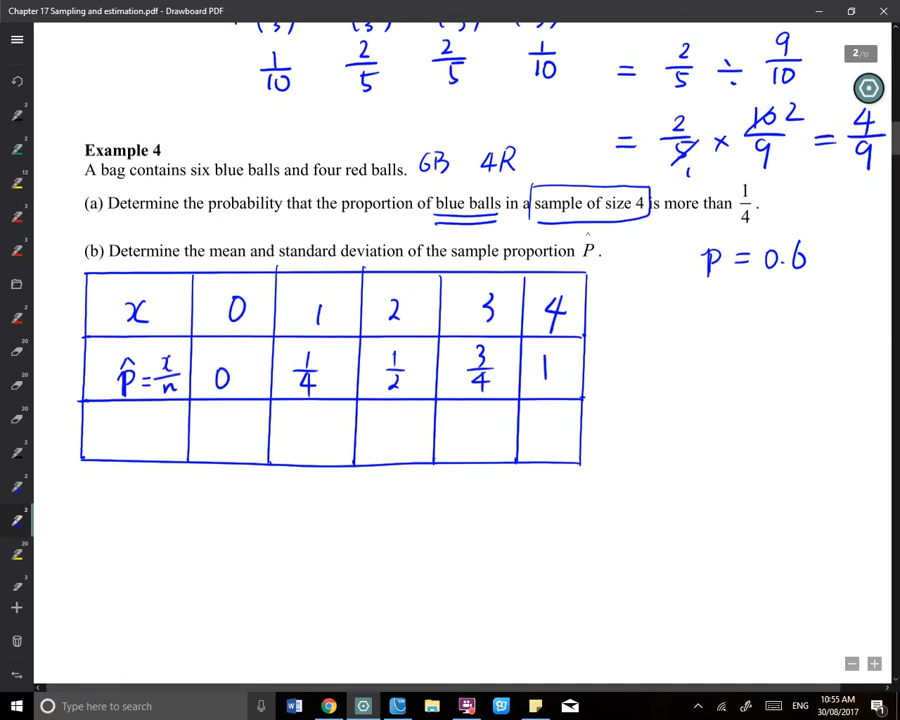 Chapter 17 Sampling and estimation.pdf - Drawboard PDF
2/10
1/10 2/5 2/5 1/10 = 2/5 ÷ 9/10
= 2/5 × 10 2/9 = 4/9
1
Example 4
A bag contains six blue balls and four red balls. 6B 4R
(a) Determine the probability that the proportion of blue balls in a sample of size 4 is more than 1/4 .
(b) Determine the mean and standard deviation of the sample proportion P̂ .
p = 0.6
x 0 1 2 3 4
p̂ = x/n 0 1/4 1/2 3/4 1
Type here to search
ENG
10:55 AM
30/08/2017